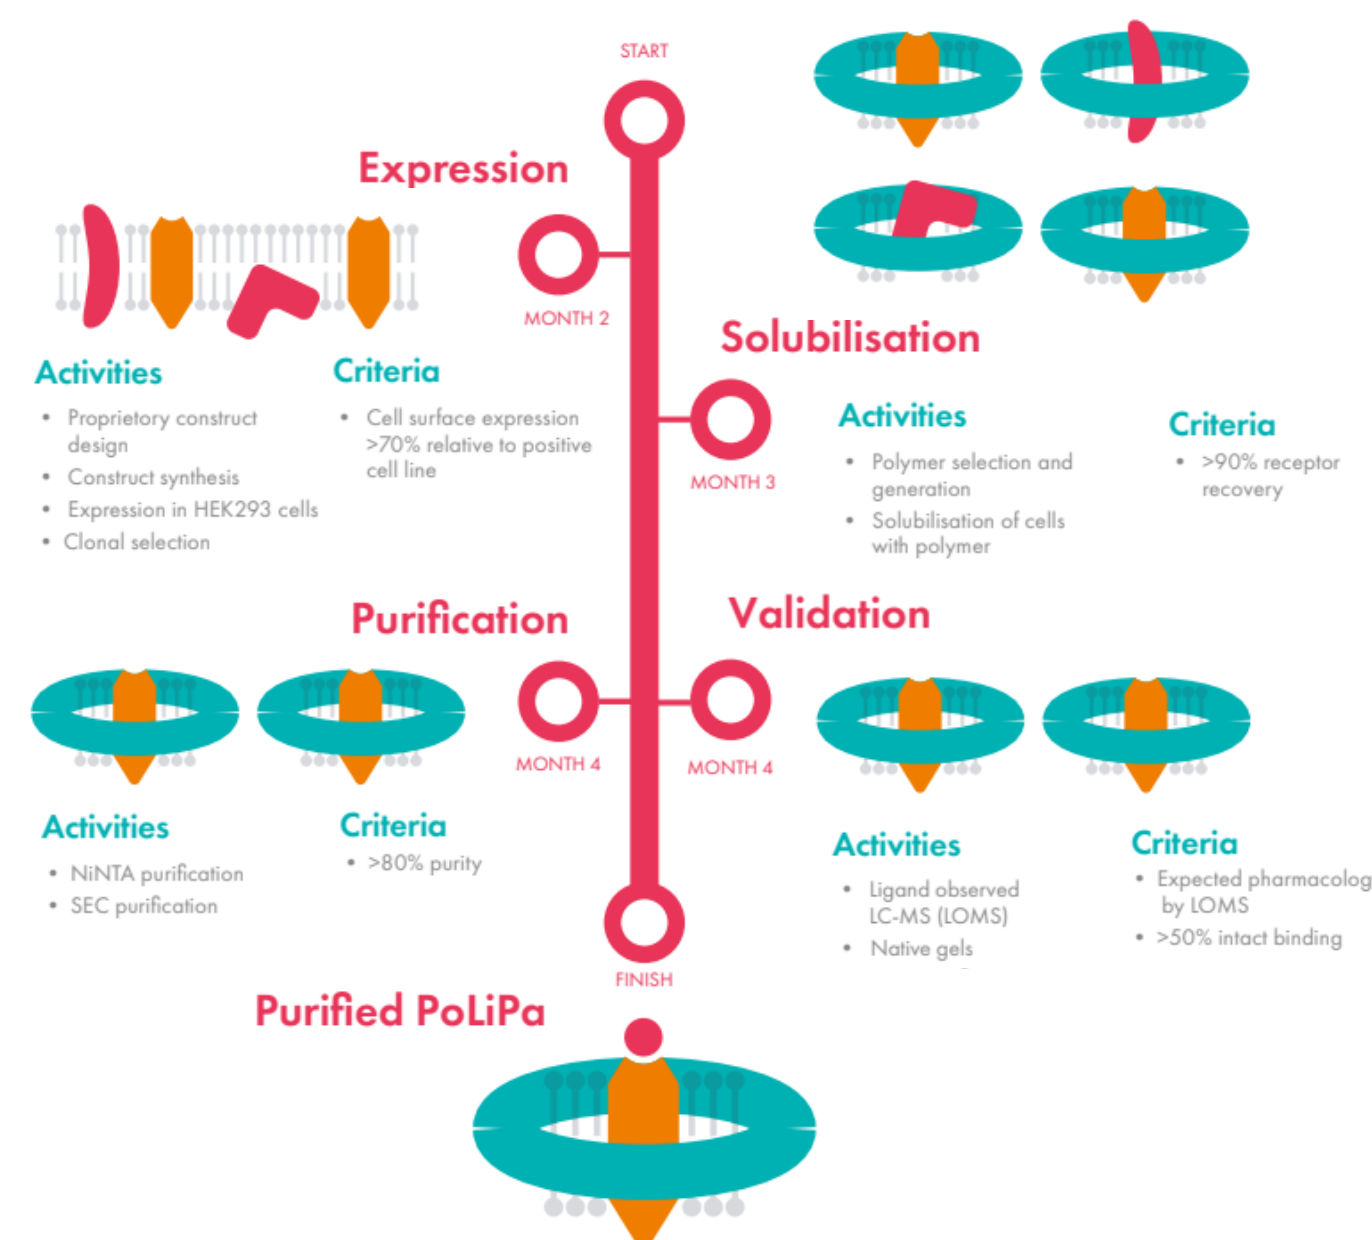 START
Expression
MONTH 2
Activities
• Proprietory construct
design
• Construct synthesis
• Expression in HEK293 cells
• Clonal selection
Criteria
• Cell surface expression
>70% relative to positive
cell line
Solubilisation
MONTH 3
Activities
• Polymer selection and
generation
• Solubilisation of cells
with polymer
Criteria
• >90% receptor
recovery
Purification
MONTH 4
Activities
• NiNTA purification
• SEC purification
Criteria
• >80% purity
Validation
MONTH 4
Activities
• Ligand observed
LC-MS (LOMS)
• Native gels
Criteria
• Expected pharmacolog
by LOMS
• >50% intact binding
FINISH
Purified PoLiPa